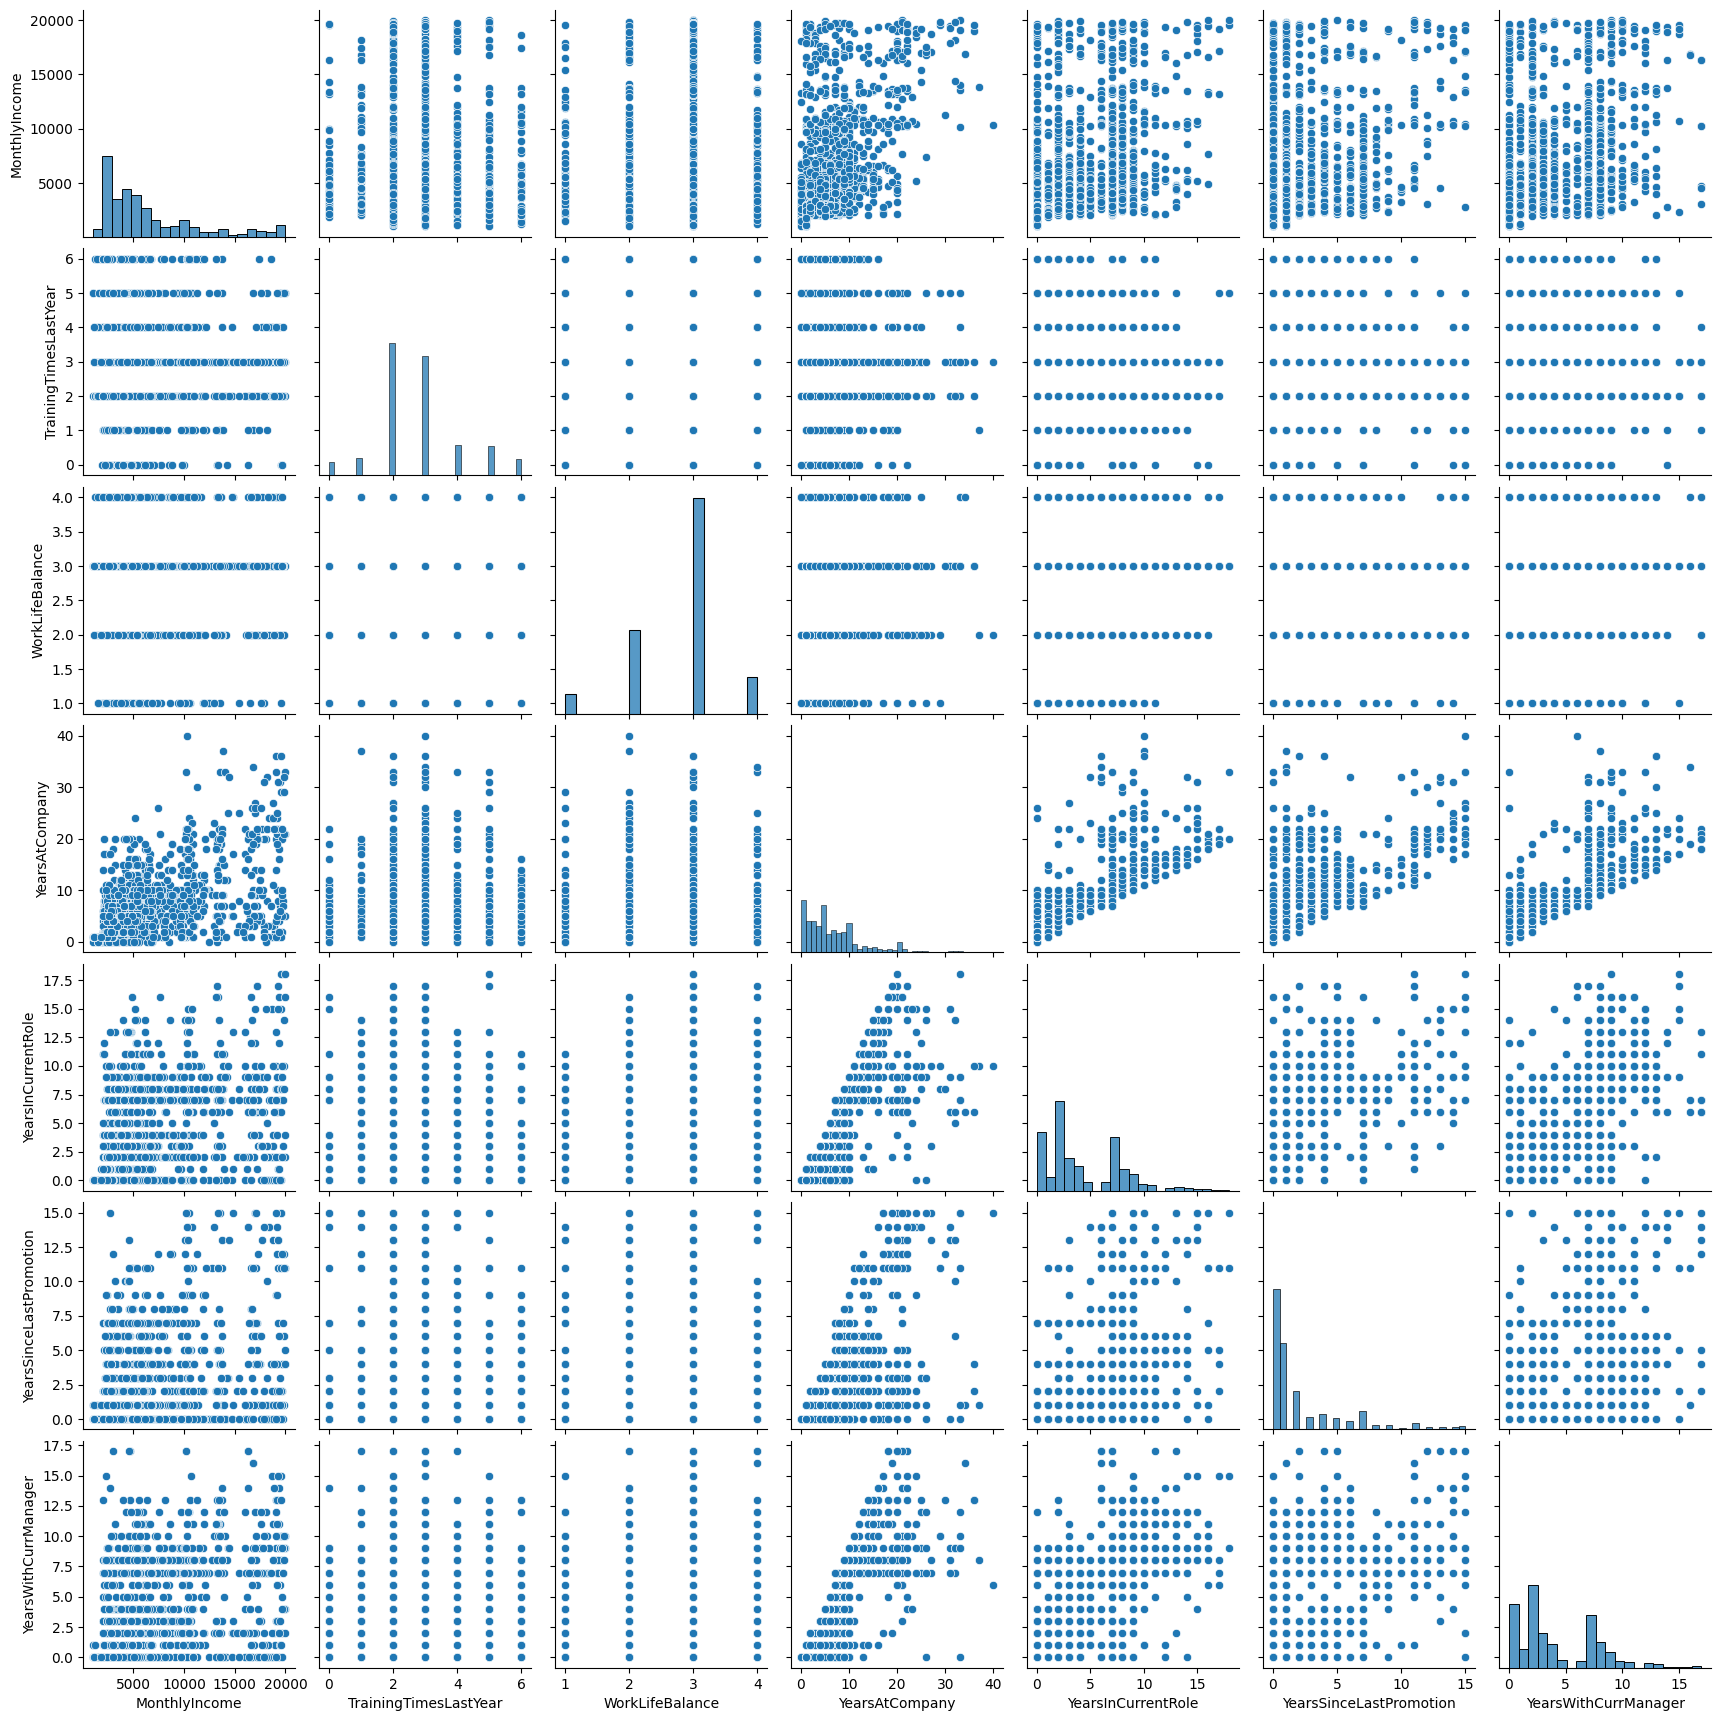 20000
15000
10000
5000
MonthlyIncome
6
5
4
3
2
1
0
TrainingTimesLastYear
4.0
3.5
3.0
2.5
2.0
1.5
1.0
WorkLifeBalance
40
30
20
10
0
YearsAtCompany
17.5
15.0
12.5
10.0
7.5
5.0
2.5
0.0
YearsInCurrentRole
15.0
12.5
10.0
7.5
5.0
2.5
0.0
YearsSinceLastPromotion
17.5
15.0
12.5
10.0
7.5
5.0
2.5
0.0
YearsWithCurrManager
5000 10000 15000 20000
MonthlyIncome
0 2 4 6
TrainingTimesLastYear
1 2 3 4
WorkLifeBalance
0 10 20 30 40
YearsAtCompany
0 5 10 15
YearsInCurrentRole
0 5 10 15
YearsSinceLastPromotion
0 5 10 15
YearsWithCurrManager